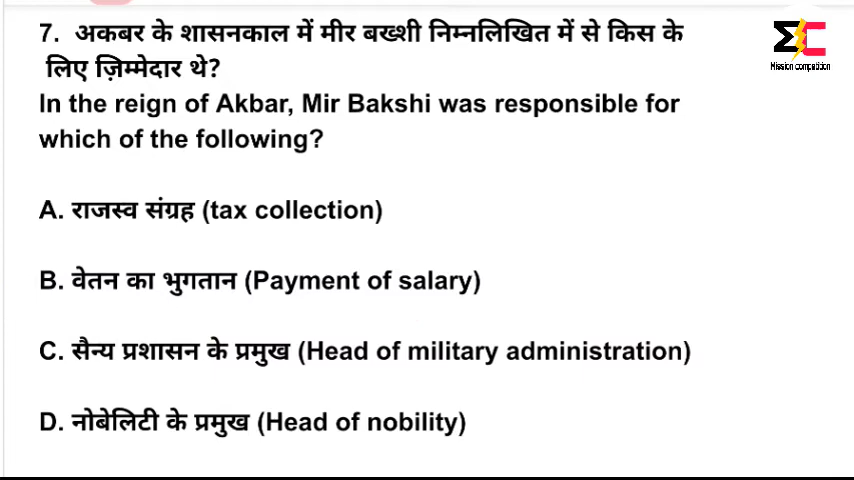 7. अकबर के शासनकाल में मीर बख्शी निम्नलिखित में से किस के
लिए ज़िम्मेदार थे?
In the reign of Akbar, Mir Bakshi was responsible for
which of the following?
A. राजस्व संग्रह (tax collection)
B. वेतन का भुगतान (Payment of salary)
C. सैन्य प्रशासन के प्रमुख (Head of military administration)
D. नोबेलिटी के प्रमुख (Head of nobility)
Mission compatition